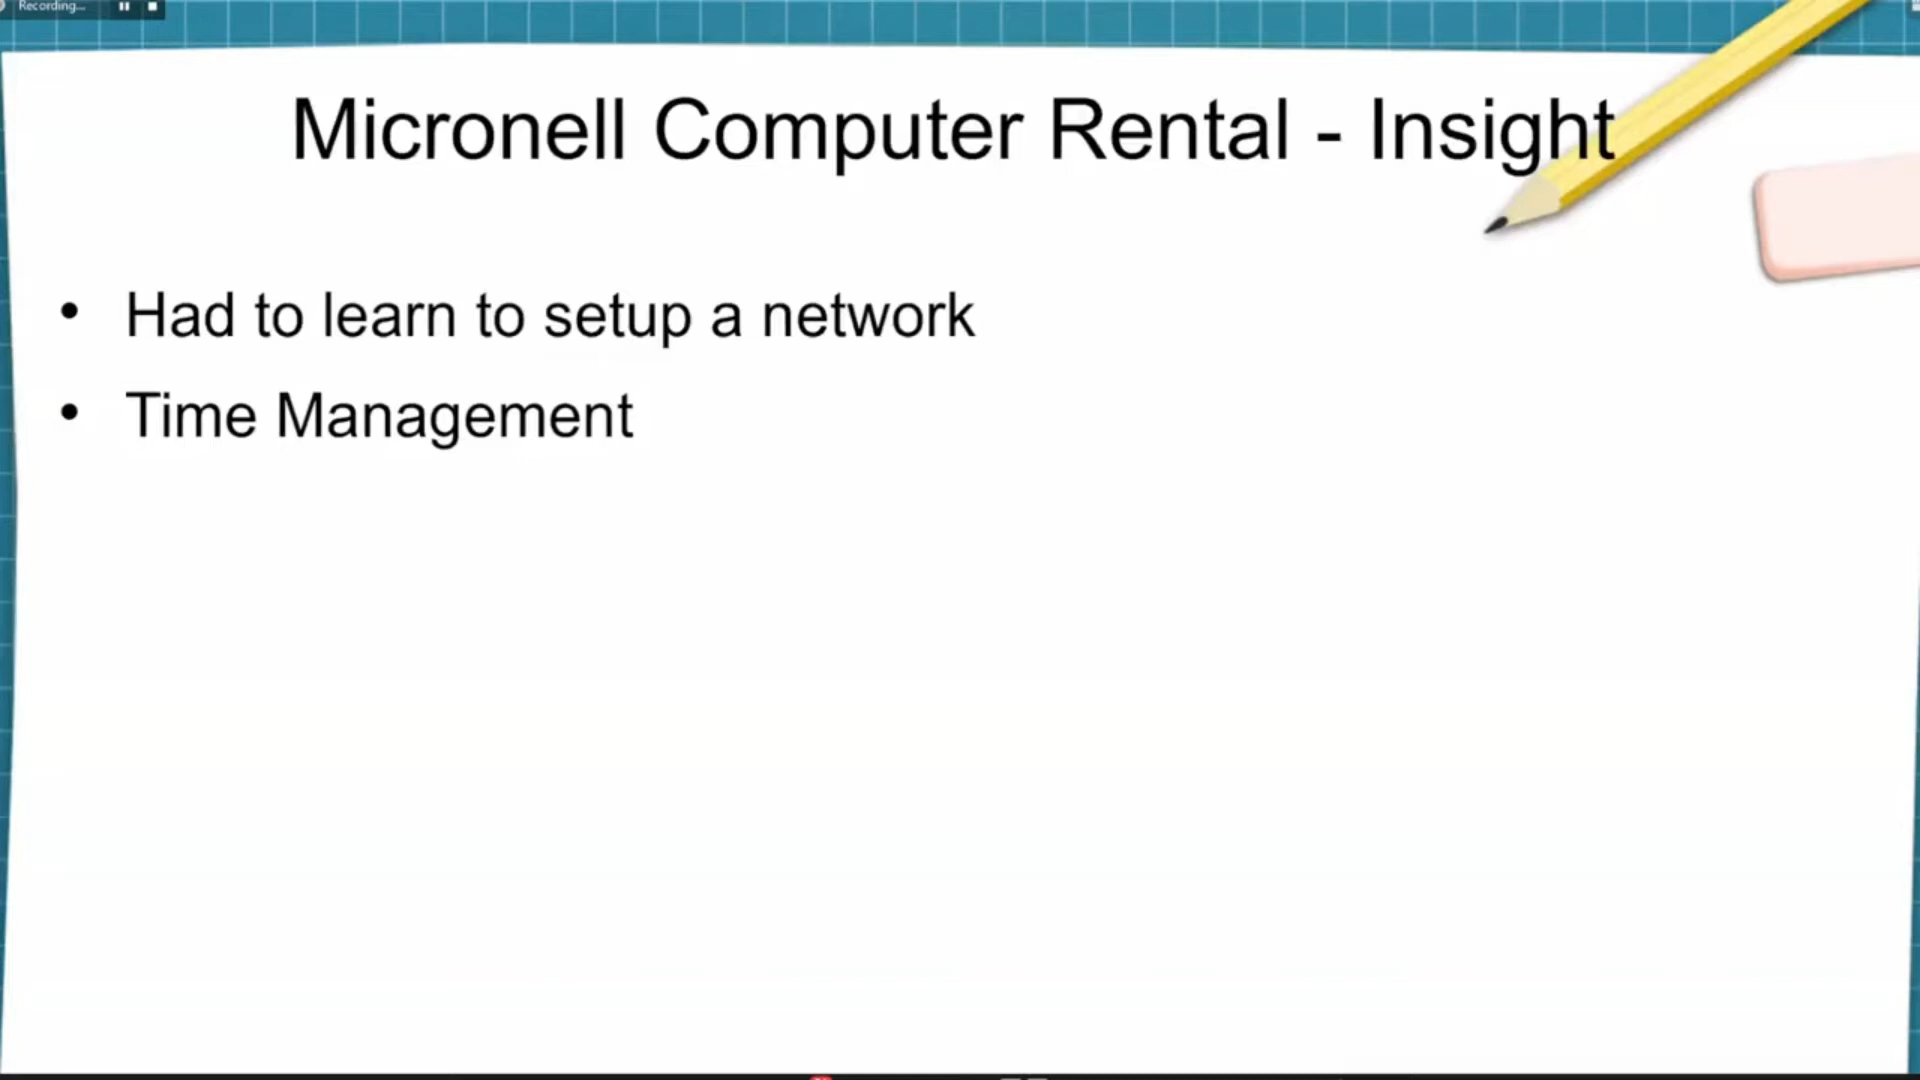 Recording...
Micronell Computer Rental - Insight
• Had to learn to setup a network
• Time Management